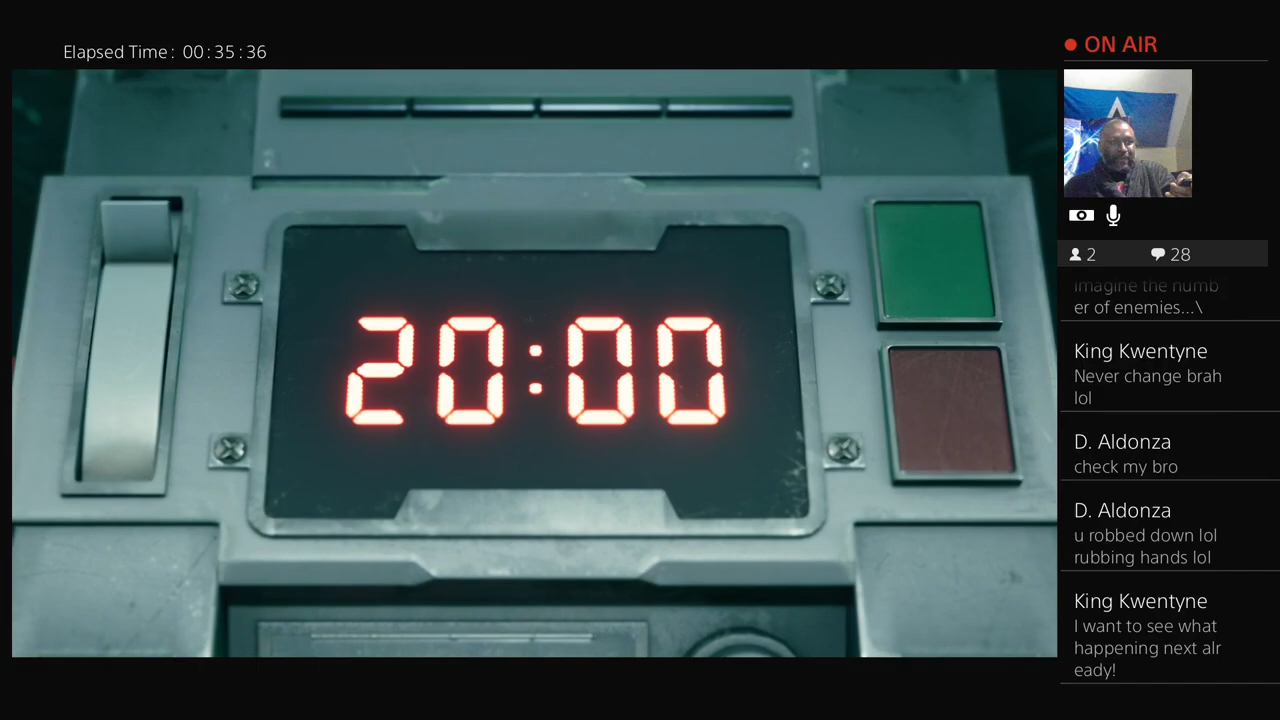 Elapsed Time: 00:35:36
ON AIR
20:00
2 28
imagine the numb
er of enemies...\
King Kwentyne
Never change brah
lol
D. Aldonza
check my bro
D. Aldonza
u robbed down lol
rubbing hands lol
King Kwentyne
I want to see what
happening next alr
eady!